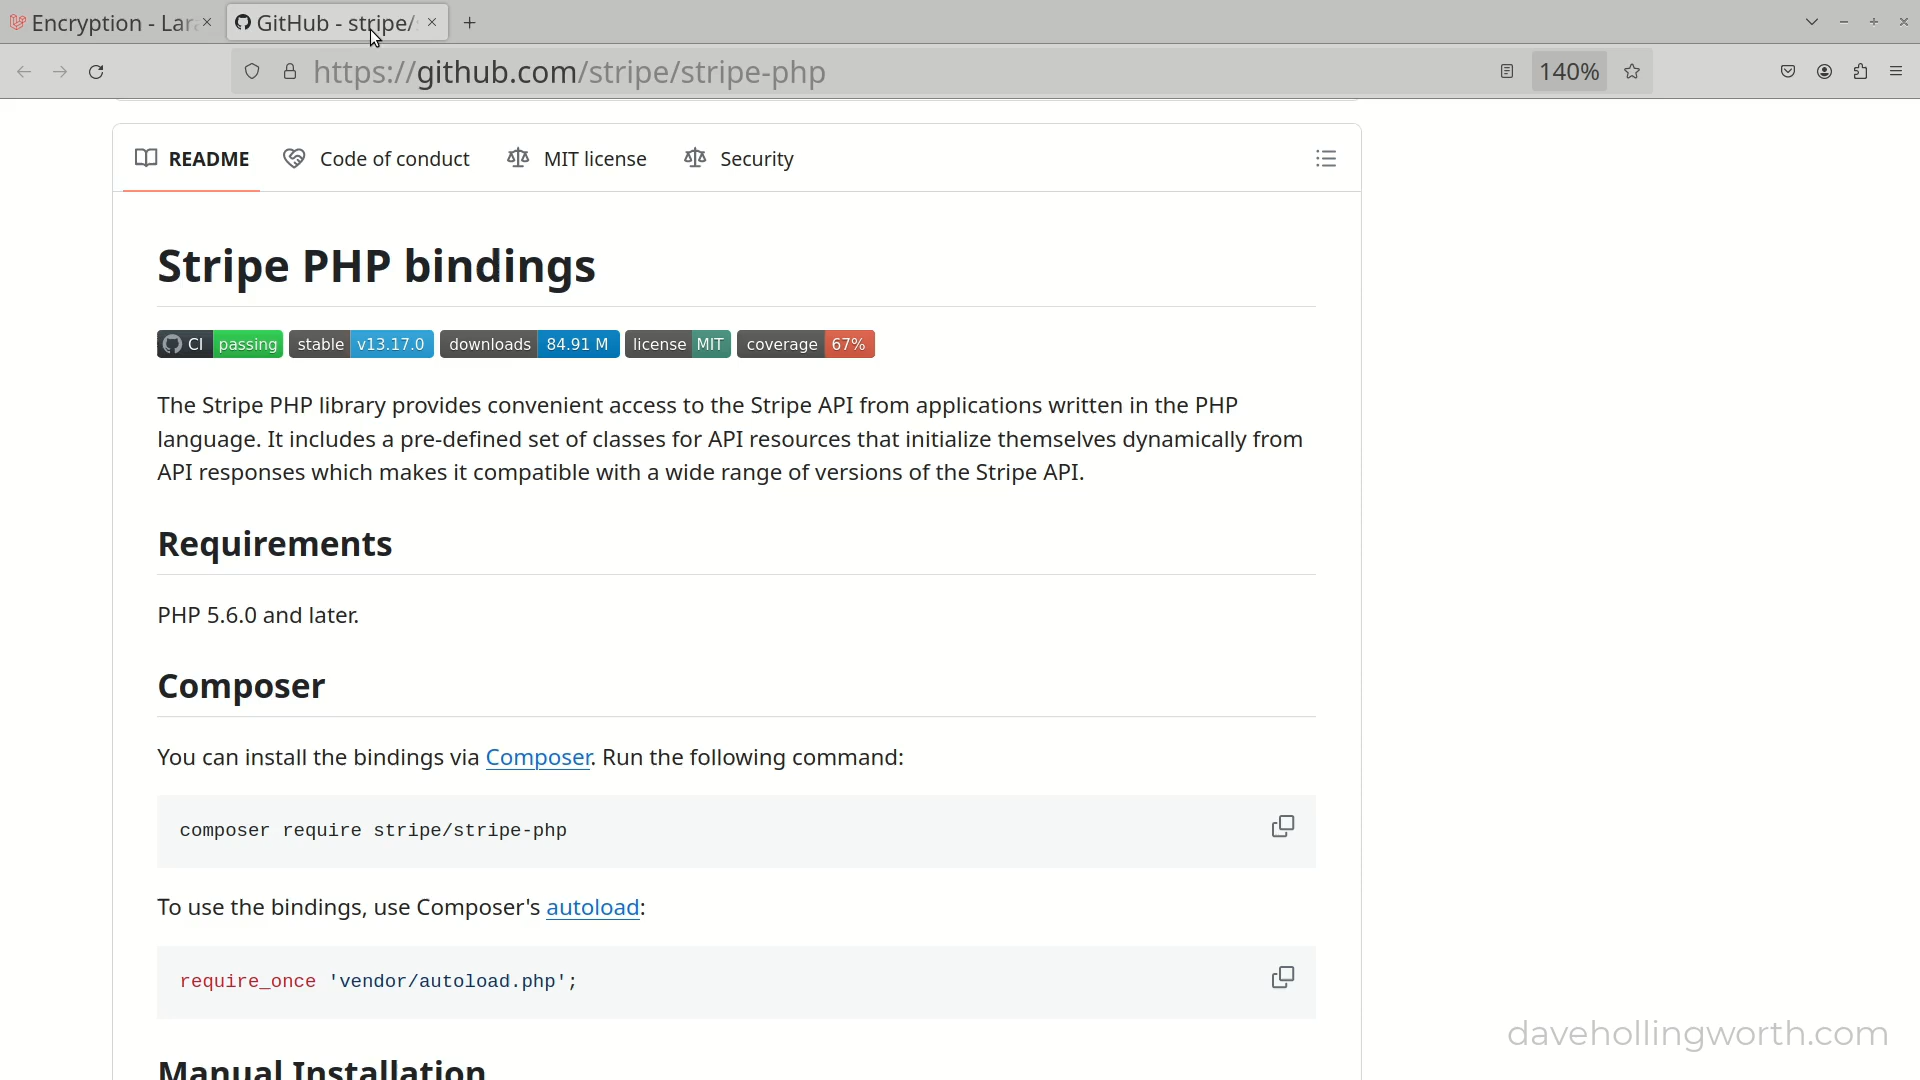 Encryption - Lar
GitHub - stripe/
https://github.com/stripe/stripe-php
140%
README
Code of conduct
MIT license
Security
Stripe PHP bindings
CI passing
stable v13.17.0
downloads 84.91 M
license MIT
coverage 67%
The Stripe PHP library provides convenient access to the Stripe API from applications written in the PHP
language. It includes a pre-defined set of classes for API resources that initialize themselves dynamically from
API responses which makes it compatible with a wide range of versions of the Stripe API.
Requirements
PHP 5.6.0 and later.
Composer
You can install the bindings via Composer. Run the following command:
composer require stripe/stripe-php
To use the bindings, use Composer's autoload:
require_once 'vendor/autoload.php';
Manual Installation
davehollingworth.com